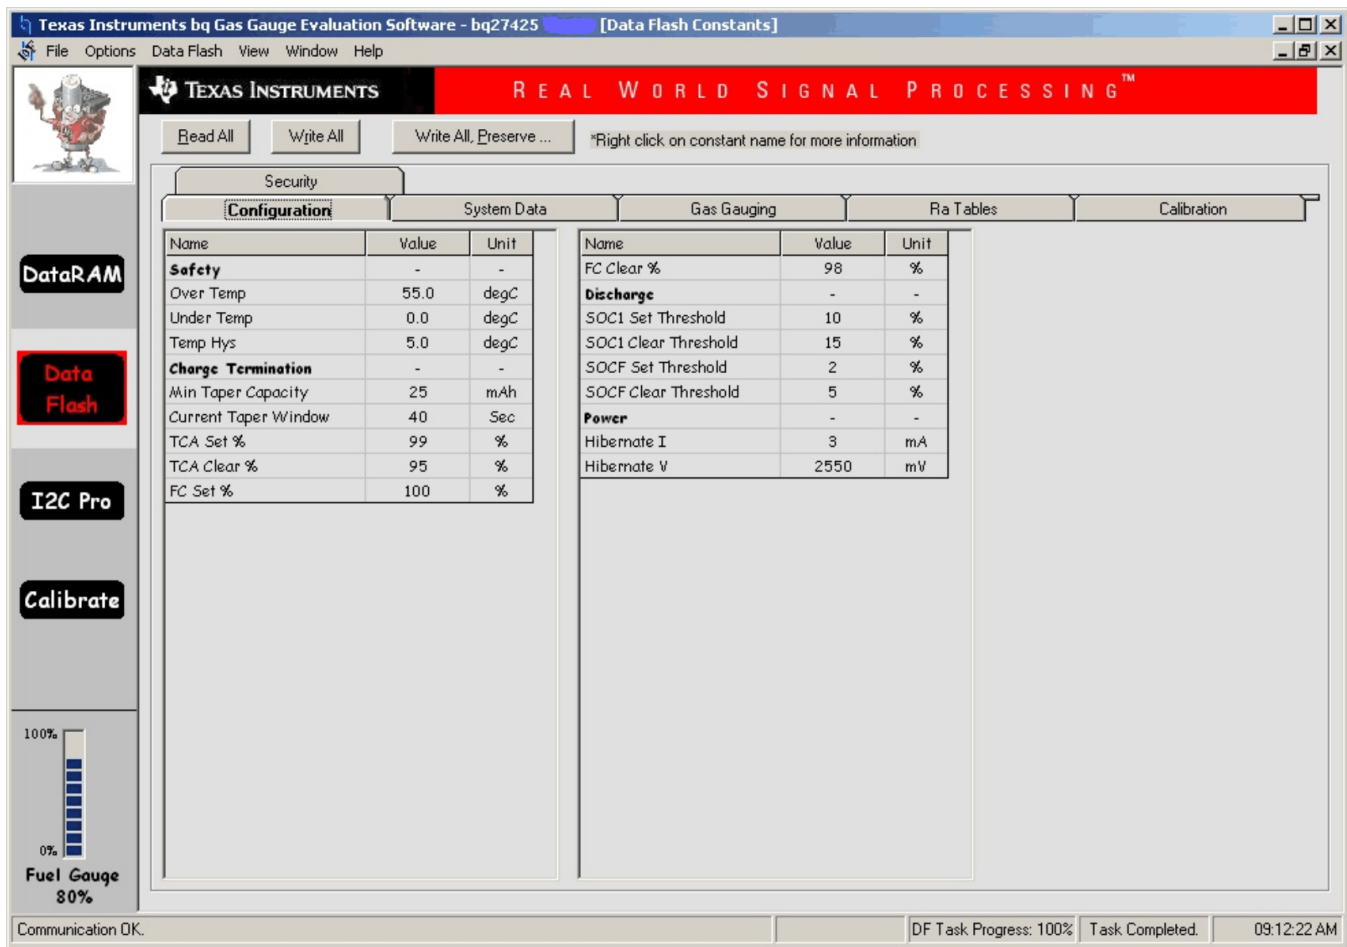 Texas Instruments bq Gas Gauge Evaluation Software - bq27425 [Data Flash Constants]
File Options Data Flash View Window Help
TEXAS INSTRUMENTS REAL WORLD SIGNAL PROCESSING™
Read All Write All Write All, Preserve ... *Right click on constant name for more information
Security
Configuration System Data Gas Gauging Ra Tables Calibration
Name Value Unit Name Value Unit
Safety - - FC Clear % 98 %
Over Temp 55.0 degC Discharge - -
Under Temp 0.0 degC SOC1 Set Threshold 10 %
Temp Hys 5.0 degC SOC1 Clear Threshold 15 %
Charge Termination - - SOCF Set Threshold 2 %
Min Taper Capacity 25 mAh SOCF Clear Threshold 5 %
Current Taper Window 40 Sec Power - -
TCA Set % 99 % Hibernate I 3 mA
TCA Clear % 95 % Hibernate V 2550 mV
FC Set % 100 %
DataRAM
Data
Flash
I2C Pro
Calibrate
100%
0%
Fuel Gauge
80%
Communication OK. DF Task Progress: 100% Task Completed. 09:12:22 AM